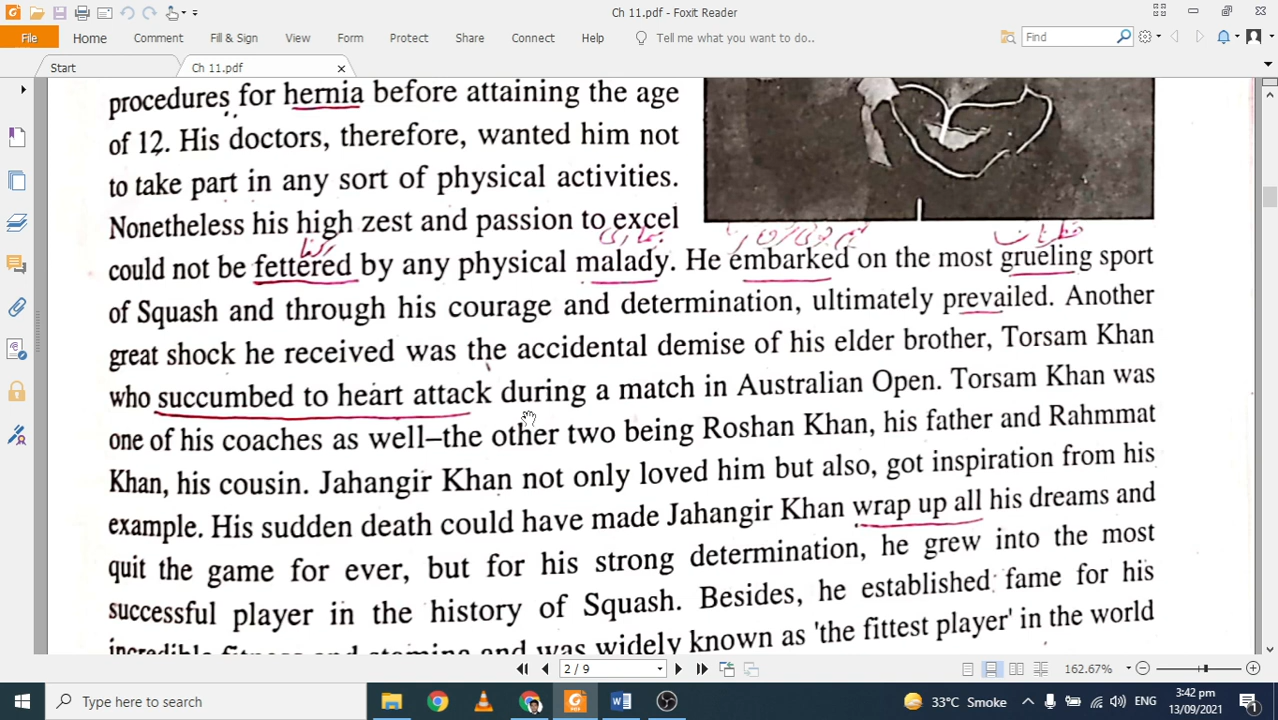 Ch 11.pdf - Foxit Reader
File Home Comment Fill & Sign View Form Protect Share Connect Help Tell me what you want to do.. Find
Start Ch 11.pdf
procedures for hernia before attaining the age
of 12. His doctors, therefore, wanted him not
to take part in any sort of physical activities.
Nonetheless his high zest and passion to excel
could not be fettered by any physical malady. He embarked on the most grueling sport
of Squash and through his courage and determination, ultimately prevailed. Another
great shock he received was the accidental demise of his elder brother, Torsam Khan
who succumbed to heart attack during a match in Australian Open. Torsam Khan was
one of his coaches as well–the other two being Roshan Khan, his father and Rahmmat
Khan, his cousin. Jahangir Khan not only loved him but also, got inspiration from his
example. His sudden death could have made Jahangir Khan wrap up all his dreams and
quit the game for ever, but for his strong determination, he grew into the most
successful player in the history of Squash. Besides, he established fame for his
incredible fitness and stamina and was widely known as 'the fittest player' in the world
2 / 9 162.67%
Type here to search 33°C Smoke ENG 3:42 pm
13/09/2021 1